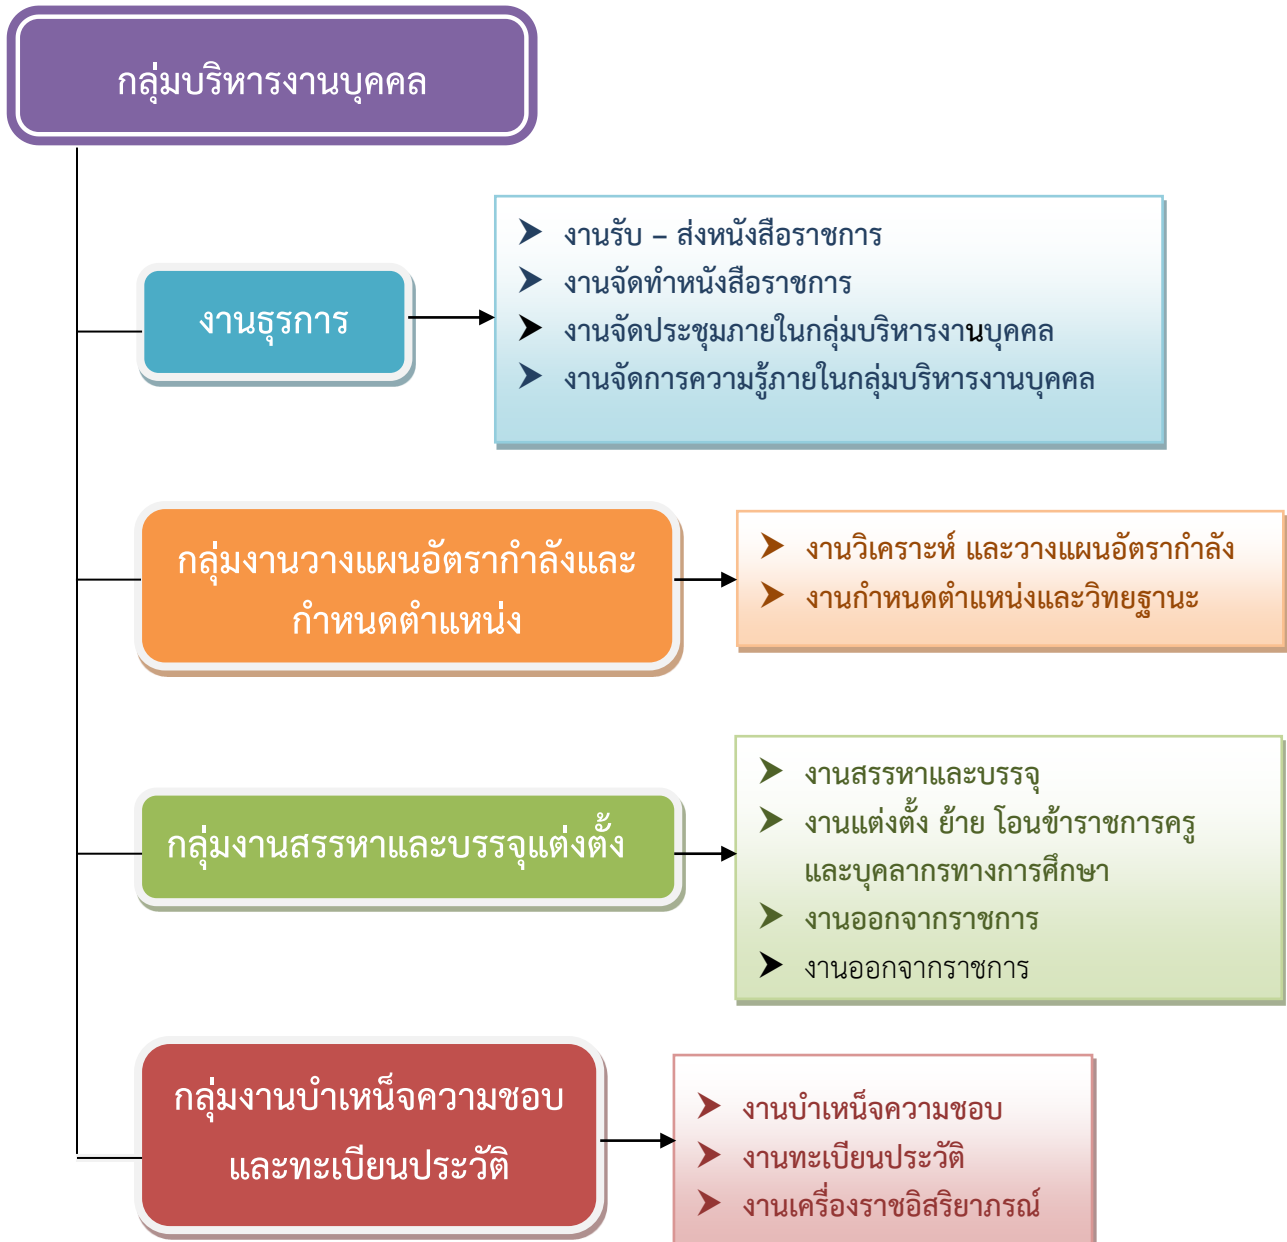 กลุ่มบริหารงานบุคคล
งานธุรการ
งานรับ – ส่งหนังสือราชการ
งานจัดทำหนังสือราชการ
งานจัดประชุมภายในกลุ่มบริหารงานบุคคล
งานจัดการความรู้ภายในกลุ่มบริหารงานบุคคล
กลุ่มงานวางแผนอัตรากำลังและ
กำหนดตำแหน่ง
งานวิเคราะห์ และวางแผนอัตรากำลัง
งานกำหนดตำแหน่งและวิทยฐานะ
กลุ่มงานสรรหาและบรรจุแต่งตั้ง
งานสรรหาและบรรจุ
งานแต่งตั้ง ย้าย โอนข้าราชการครู
และบุคลากรทางการศึกษา
งานออกจากราชการ
งานออกจากราชการ
กลุ่มงานบำเหน็จความชอบ
และทะเบียนประวัติ
งานบำเหน็จความชอบ
งานทะเบียนประวัติ
งานเครื่องราชอิสริยาภรณ์